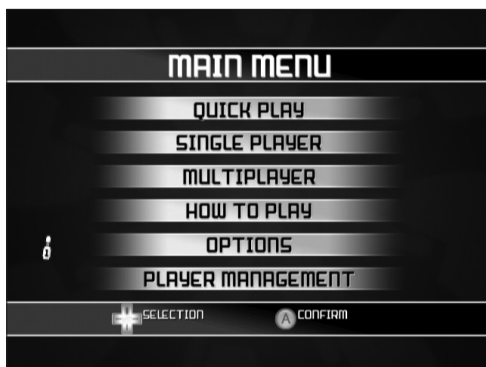 MAIN MENU
QUICK PLAY
SINGLE PLAYER
MULTIPLAYER
HOW TO PLAY
OPTIONS
PLAYER MANAGEMENT
SELECTION A CONFIRM